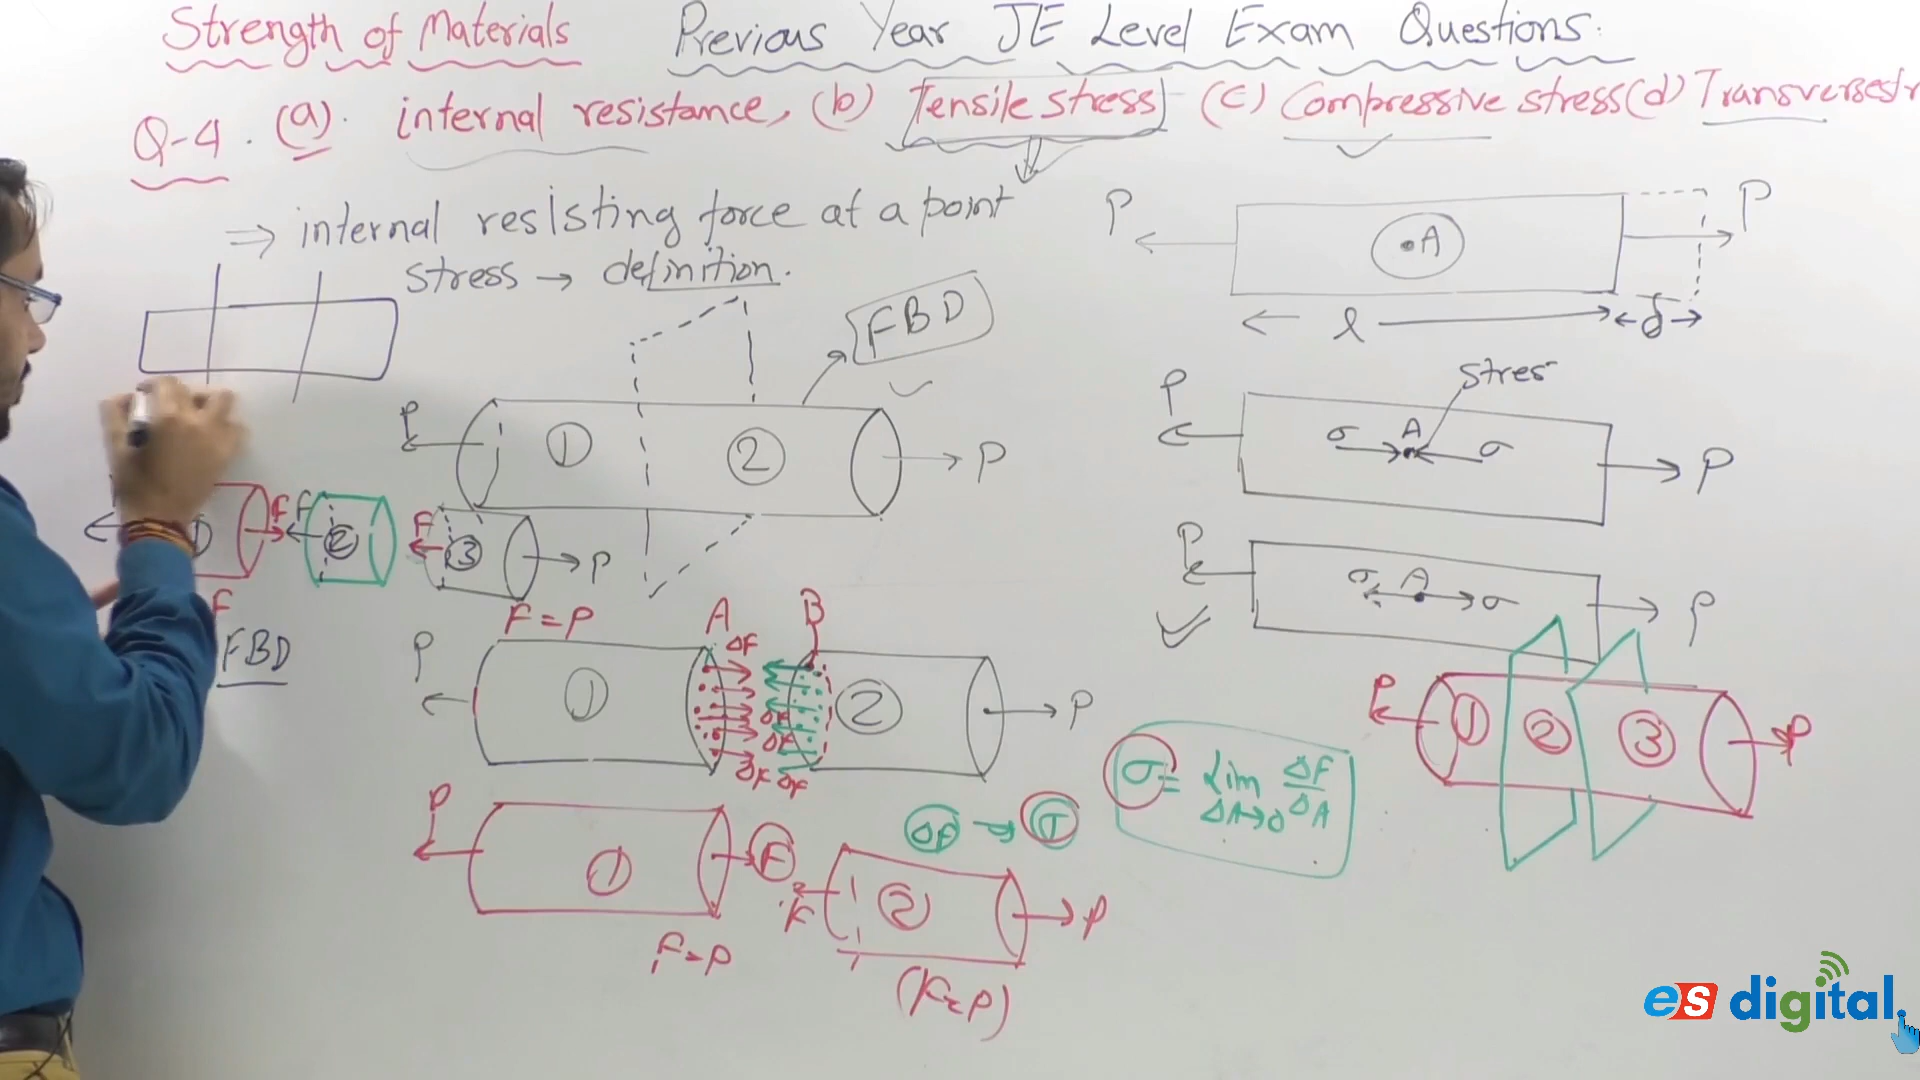 Strength of Materials Previous Year JE Level Exam Questions.
Q-4. (a). internal resistance, (b) Tensile stress (c) Compressive stress (d) Transverse
⇒ internal resisting force at a point
stress → definition.
FBD
P ① ② P
P •A P
l δ
stres
P σ A σ P
P σ A σ P
① F F ② F ③ P
F
F = P
FBD
P ① A ΔF B ② P
ΔF ΔF
ΔF → σ
σ = Lim ΔF/ΔA
ΔA→0
P ① ② ③ P
P ① F
F = P
F ② P
(F = P)
es digital.